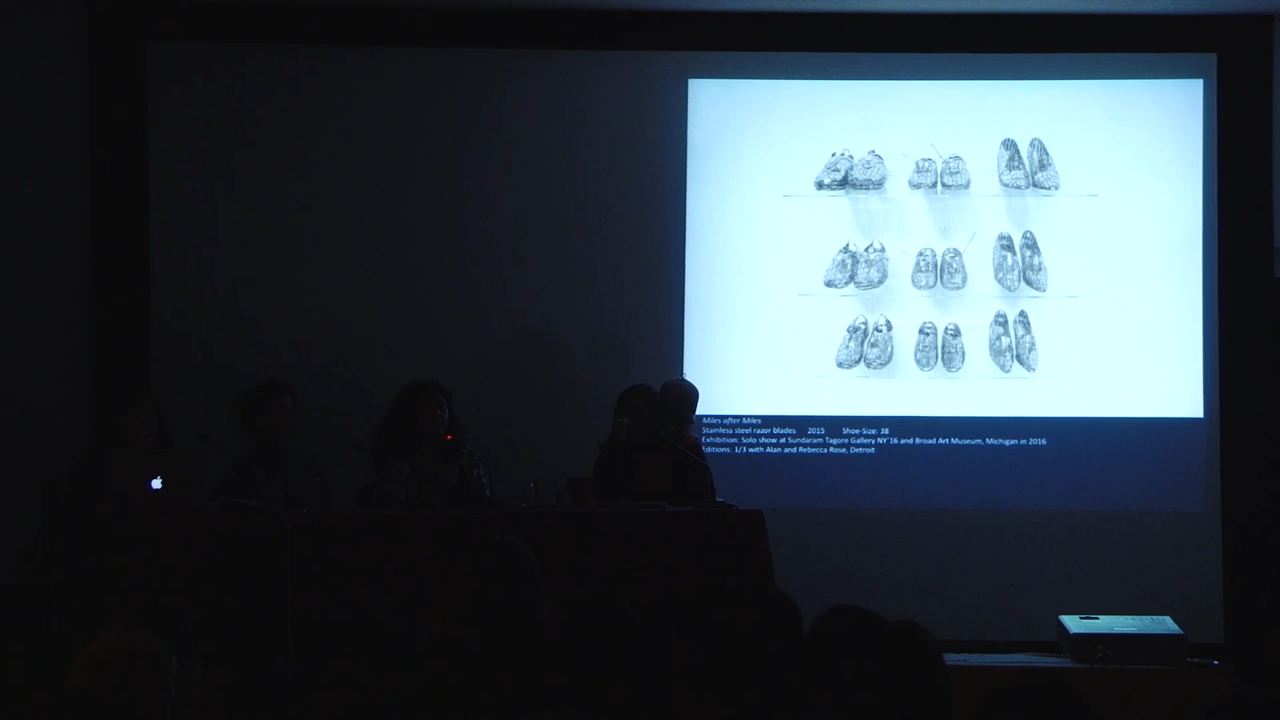 Miles after Miles
Stainless steel razor blades 2015 Shoe-Size: 38
Exhibition: Solo show at Sundaram Tagore Gallery NY'16 and Broad Art Museum, Michigan in 2016
Editions: 1/3 with Alan and Rebecca Rose, Detroit